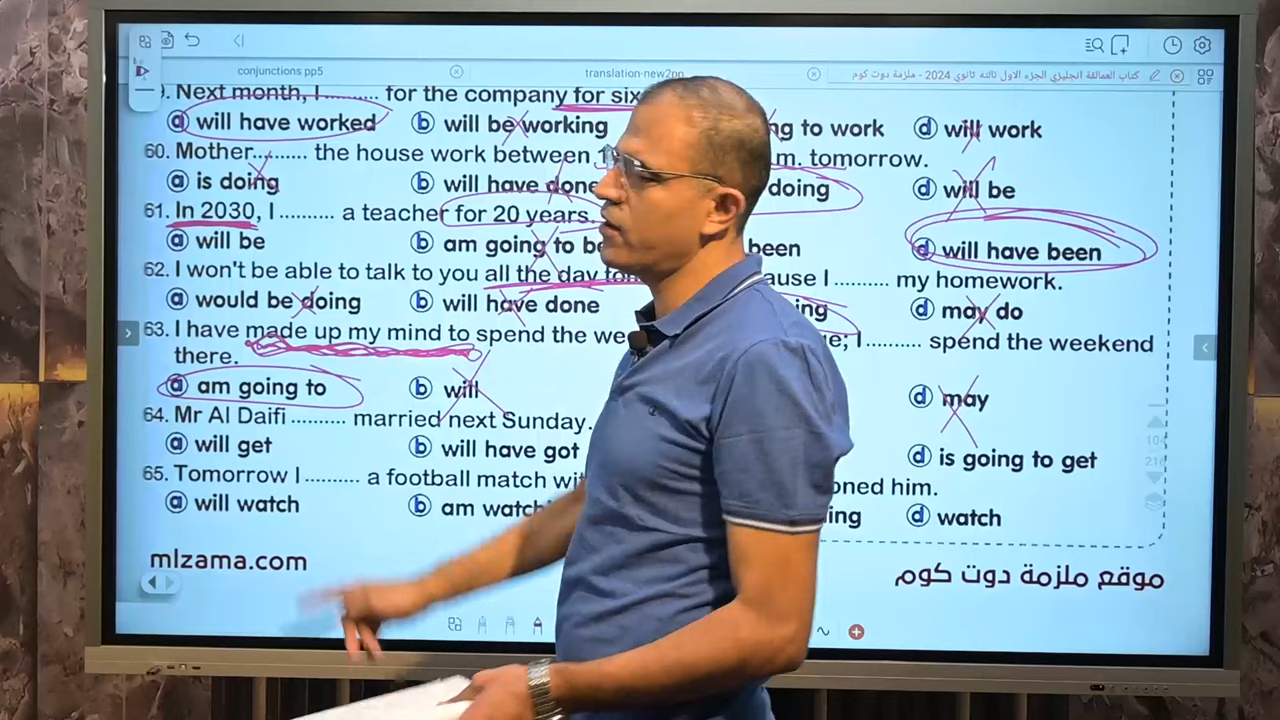 conjunctions pp5
translation-new2pp
كتاب العمالقة انجليزي الجزء الاول ثالثه ثانوي 2024 - ملزمة دوت كوم
9. Next month, I .......... for the company for six
a will have worked b will be working ng to work d will work
60. Mother.......... the house work between m. tomorrow.
a is doing b will have done doing d will be
61. In 2030, I .......... a teacher for 20 years.
a will be b am going to be been d will have been
62. I won't be able to talk to you all the day ause I .......... my homework.
a would be doing b will have done ing d may do
63. I have made up my mind to spend the we e; I .......... spend the weekend
there.
a am going to b will d may
64. Mr Al Daifi .......... married next Sunday.
a will get b will have got d is going to get
65. Tomorrow I .......... a football match wit oned him.
a will watch b am watch ing d watch
mlzama.com
موقع ملزمة دوت كوم